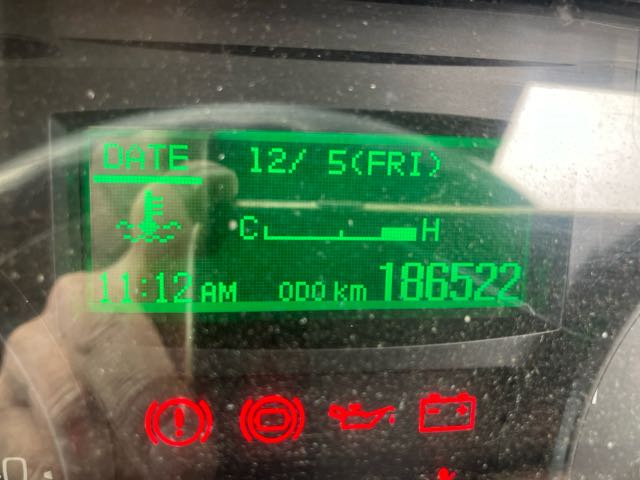 DATE 12/ 5(FRI)
C H
11:12 AM ODO km 186522